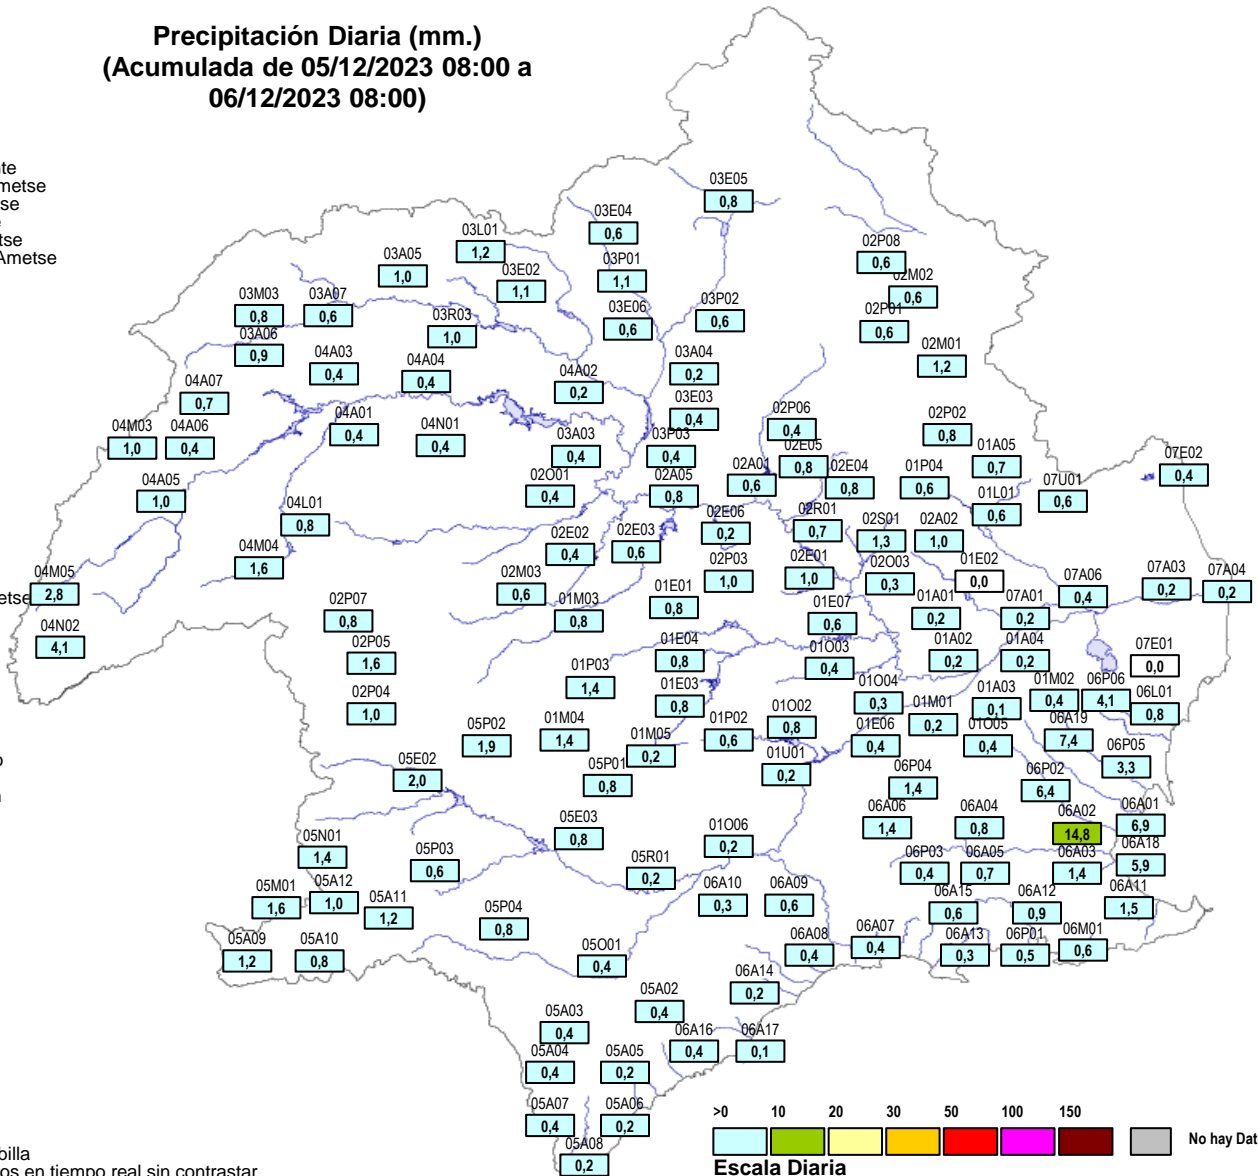 Precipitación Diaria (mm.)
(Acumulada de 05/12/2023 08:00 a
06/12/2023 08:00)
nte
metse
tse
e
tse
Ametse
03E05
0,8
03E04
0,6
03L01
1,2
02P08
0,6
03A05
1,0
03P01
1,1
03E02
1,1
02M02
0,6
03M03
0,8
03A07
0,6
03P02
0,6
03E06
0,6
02P01
0,6
03R03
1,0
03A06
0,9
02M01
1,2
04A03
0,4
03A04
0,2
04A04
0,4
04A02
0,2
04A07
0,7
03E03
0,4
04A01
0,4
02P06
0,4
02P02
0,8
04M03
1,0
04A06
0,4
04N01
0,4
03A03
0,4
03P03
0,4
02E05
0,8
01A05
0,7
07E02
0,4
02A01
0,6
02E04
0,8
01P04
0,6
04A05
1,0
02O01
0,4
02A05
0,8
07U01
0,6
01L01
0,6
04L01
0,8
02E06
0,2
02R01
0,7
02S01
1,3
02A02
1,0
02E02
0,4
02E03
0,6
04M04
1,6
02P03
1,0
02E01
1,0
02O03
0,3
01E02
0,0
04M05
2,8
etse
02M03
0,6
01E01
0,8
07A06
0,4
07A03
0,2
07A04
0,2
02P07
0,8
01M03
0,8
01E07
0,6
01A01
0,2
07A01
0,2
04N02
4,1
02P05
1,6
01E04
0,8
01O03
0,4
01A02
0,2
01A04
0,2
07E01
0,0
01P03
1,4
01E03
0,8
01O04
0,3
01A03
0,1
01M02
0,4
06P06
4,1
06L01
0,8
02P04
1,0
01O02
0,8
01M01
0,2
05P02
1,9
01M04
1,4
01P02
0,6
01E06
0,4
01O05
0,4
06A19
7,4
01M05
0,2
o
06P05
3,3
05E02
2,0
05P01
0,8
01U01
0,2
06P04
1,4
06P02
6,4
05E03
0,8
01O06
0,2
06A06
1,4
06A04
0,8
06A02
14,8
06A01
6,9
05N01
1,4
05P03
0,6
05R01
0,2
06P03
0,4
06A05
0,7
06A03
1,4
06A18
5,9
05M01
1,6
05A12
1,0
05A11
1,2
06A10
0,3
06A09
0,6
06A15
0,6
06A12
0,9
06A11
1,5
05P04
0,8
05A09
1,2
05A10
0,8
05O01
0,4
06A08
0,4
06A07
0,4
06A13
0,3
06P01
0,5
06M01
0,6
06A14
0,2
05A02
0,4
05A03
0,4
06A16
0,4
06A17
0,1
05A04
0,4
05A05
0,2
05A07
0,4
05A06
0,2
05A08
0,2
>0 10 20 30 50 100 150
No hay Dat
Escala Diaria
billa
os en tiempo real sin contrastar